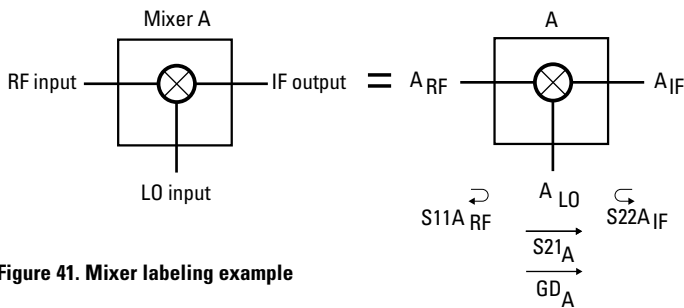 Mixer A
A
RF input
IF output
=
A RF
A IF
LO input
A LO
S11A RF
S22A IF
S21A
GDA
Figure 41. Mixer labeling example